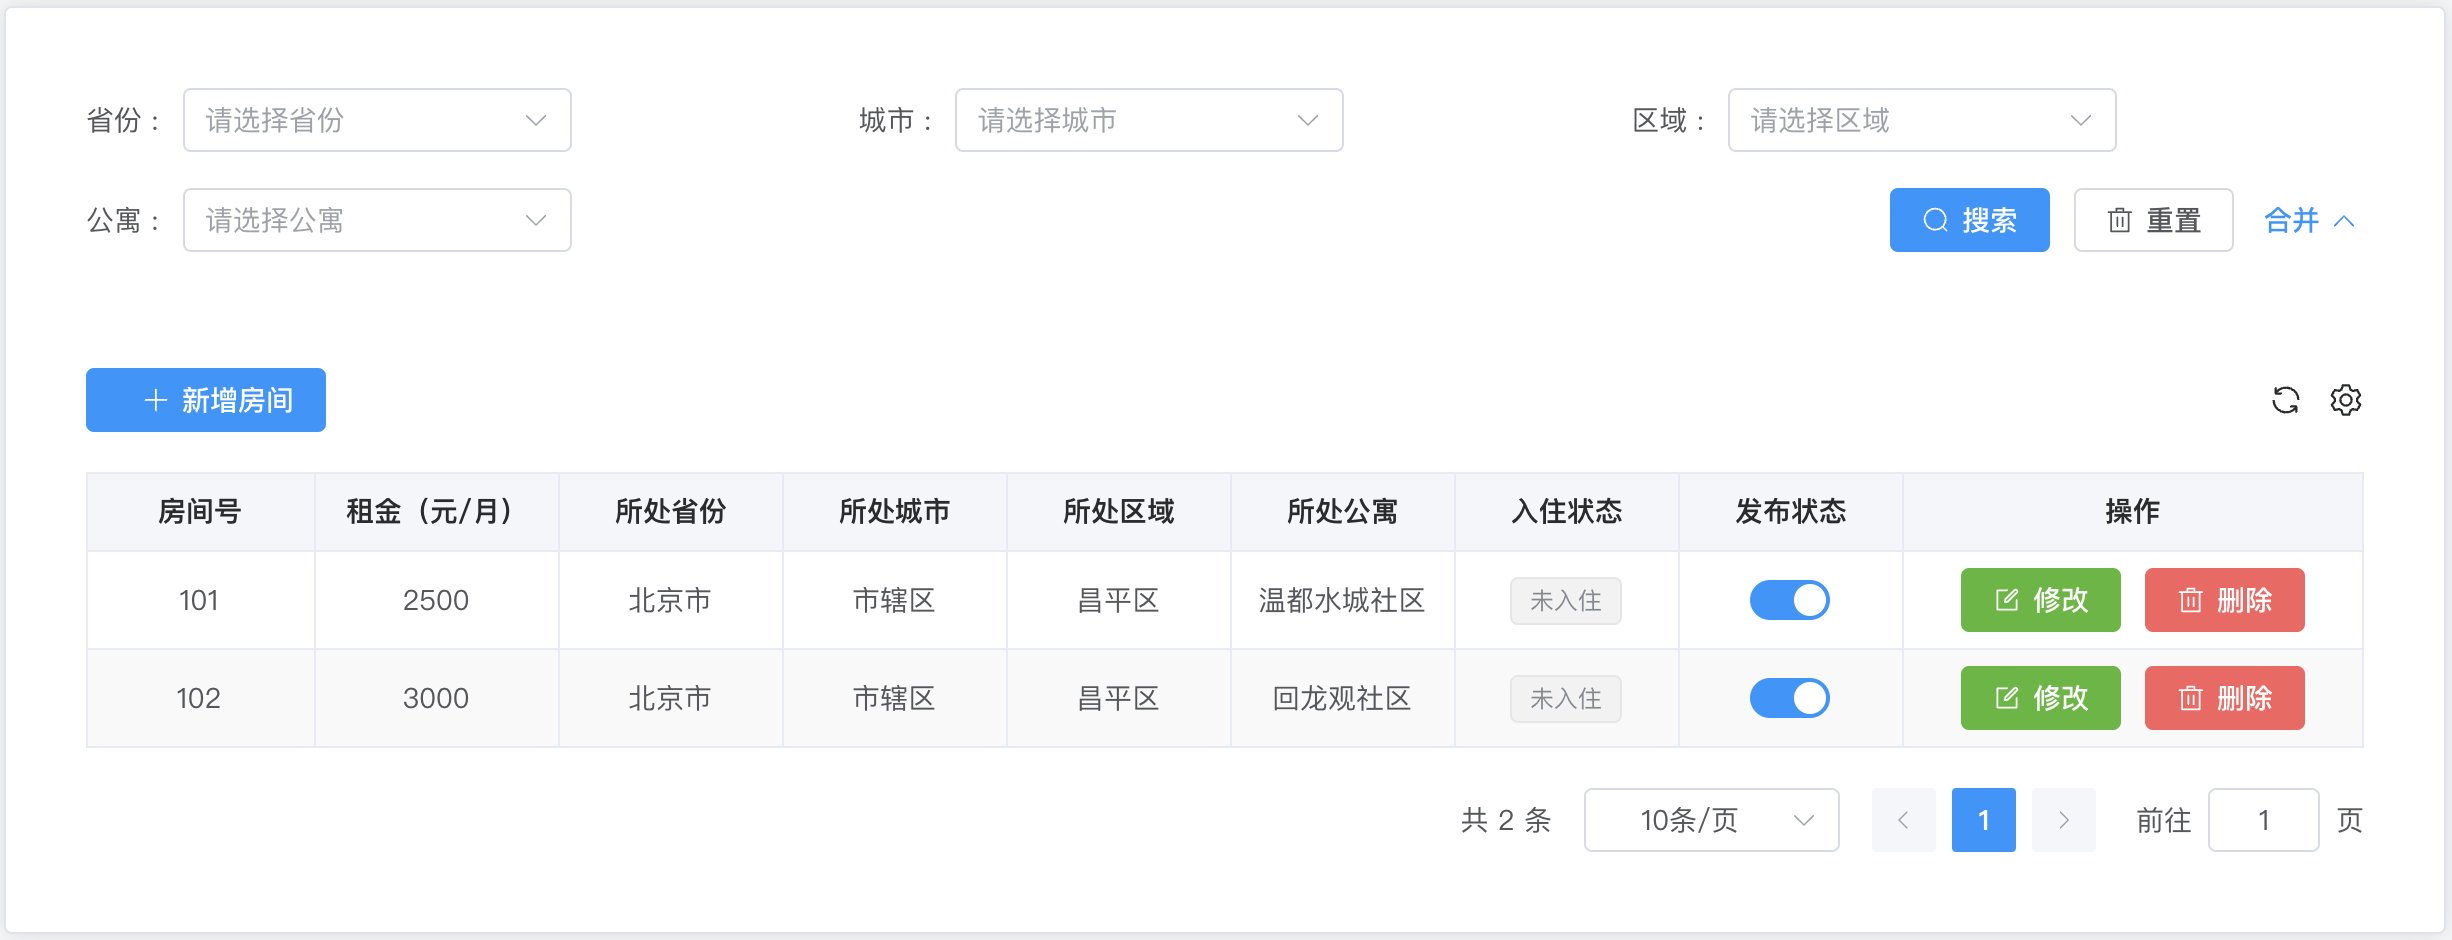 省份： 请选择省份 城市： 请选择城市 区域： 请选择区域
公寓： 请选择公寓 搜索 重置 合并
新增房间
房间号 租金（元/月） 所处省份 所处城市 所处区域 所处公寓 入住状态 发布状态 操作
101 2500 北京市 市辖区 昌平区 温都水城社区 未入住 修改 删除
102 3000 北京市 市辖区 昌平区 回龙观社区 未入住 修改 删除
共 2 条 10条/页 1 前往 1 页